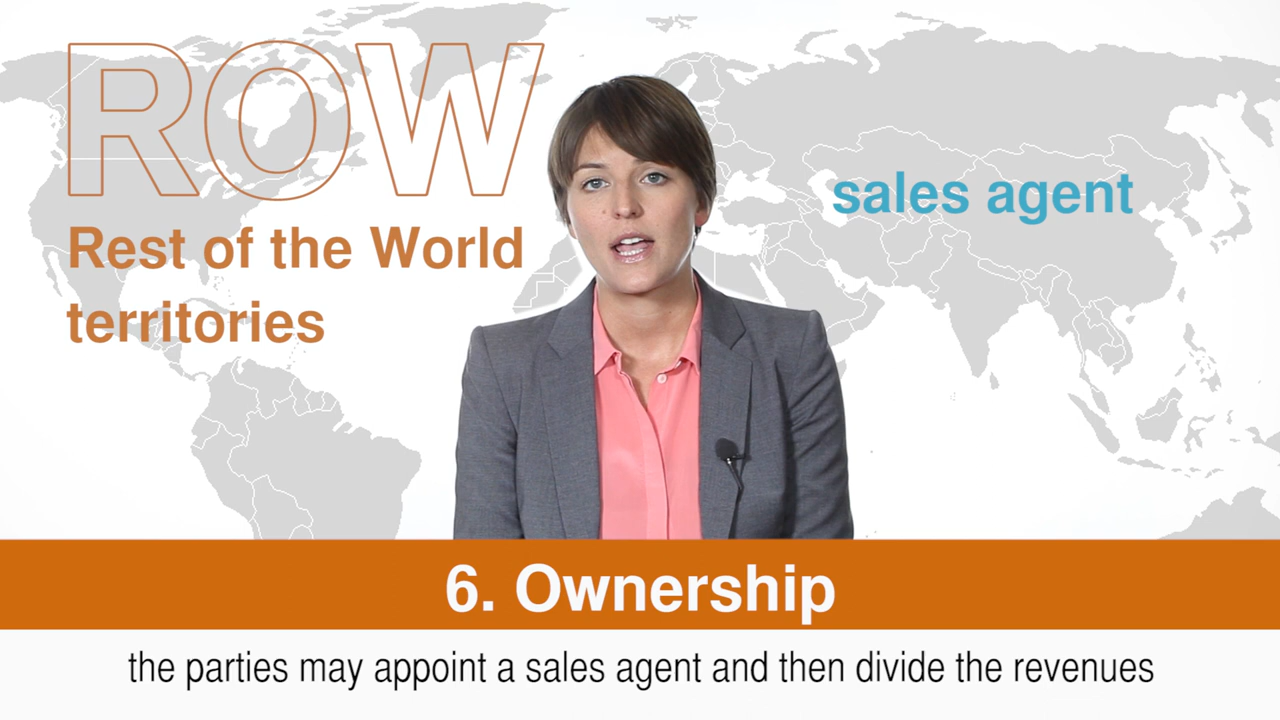 ROW
Rest of the World
territories
sales agent
6. Ownership
the parties may appoint a sales agent and then divide the revenues